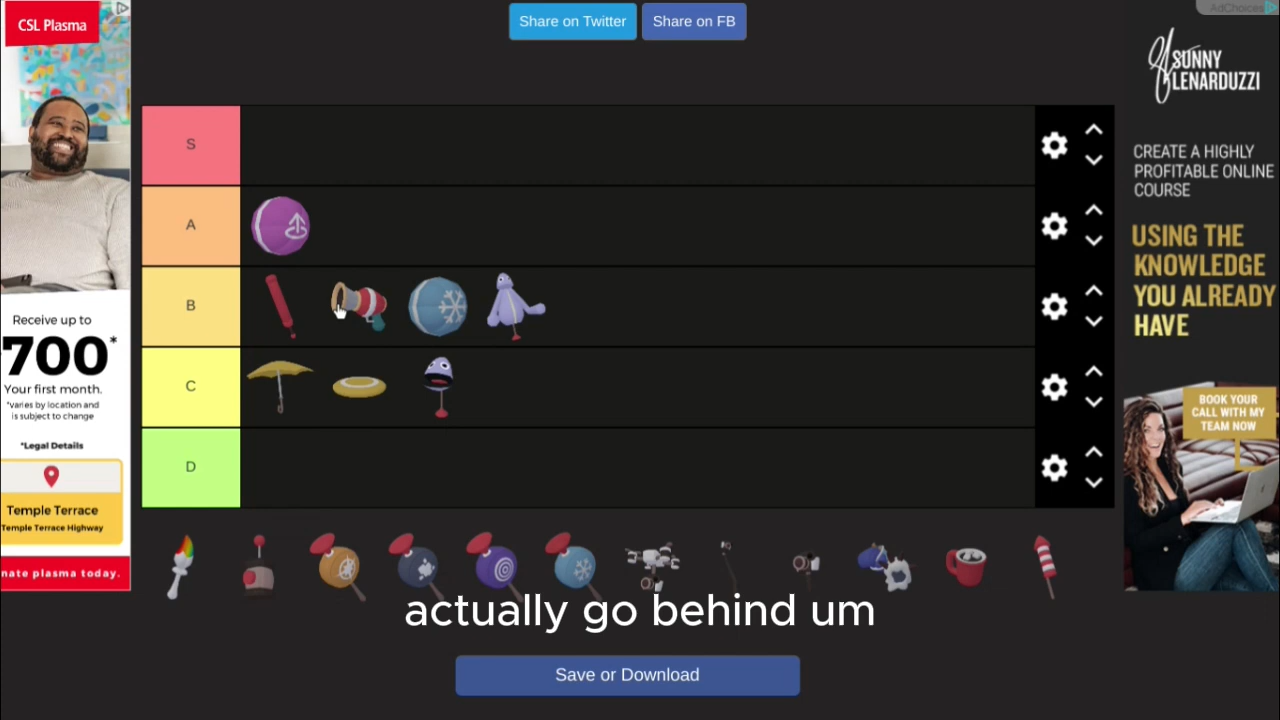 CSL Plasma
Receive up to
$700*
Your first month.
*varies by location and
is subject to change
*Legal Details
Temple Terrace
Temple Terrace Highway
nate plasma today.
Share on Twitter
Share on FB
S
A
B
C
D
actually go behind um
Save or Download
AdChoices
SUNNY
LENARDUZZI
CREATE A HIGHLY
PROFITABLE ONLINE
COURSE
USING THE
KNOWLEDGE
YOU ALREADY
HAVE
BOOK YOUR
CALL WITH MY
TEAM NOW